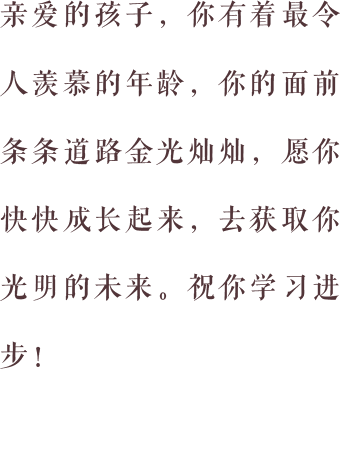 亲爱的孩子，你有着最令
人羡慕的年龄，你的面前
条条道路金光灿灿，愿你
快快成长起来，去获取你
光明的未来。祝你学习进
步！